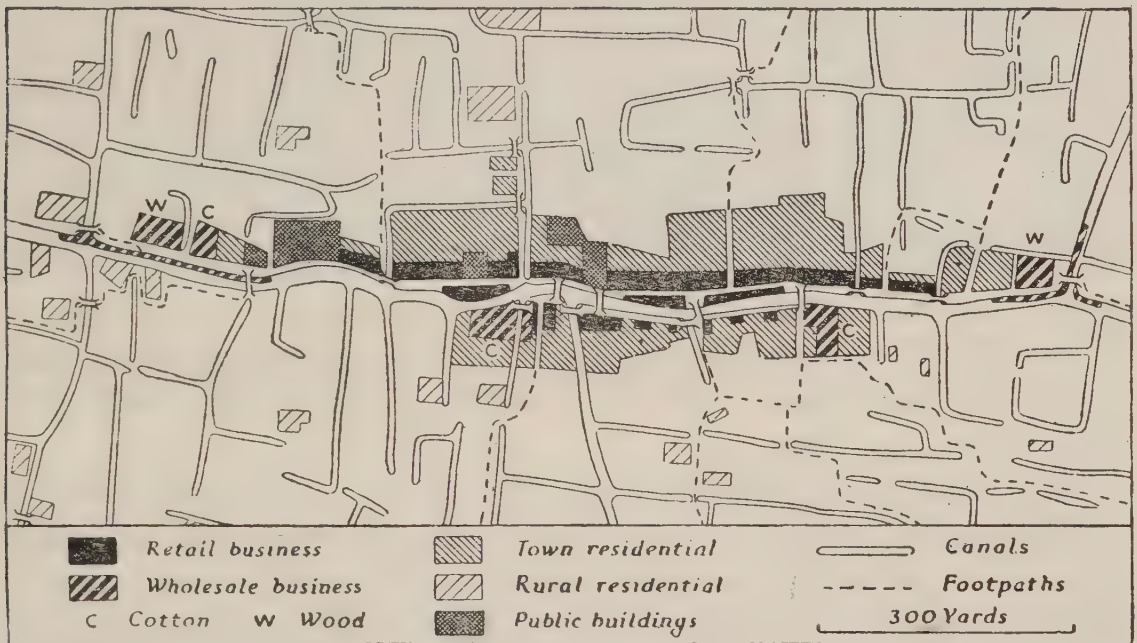 W
C
W
C
C
Retail business
Town residential
Canals
Wholesale business
Rural residential
Footpaths
C Cotton W Wood
Public buildings
300 Yards